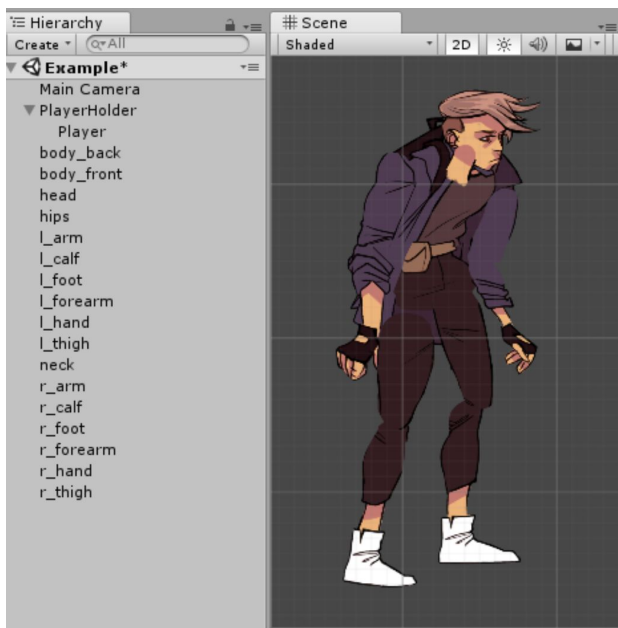 Hierarchy
Create
All
Example*
Main Camera
PlayerHolder
Player
body_back
body_front
head
hips
l_arm
l_calf
l_foot
l_forearm
l_hand
l_thigh
neck
r_arm
r_calf
r_foot
r_forearm
r_hand
r_thigh
Scene
Shaded 2D